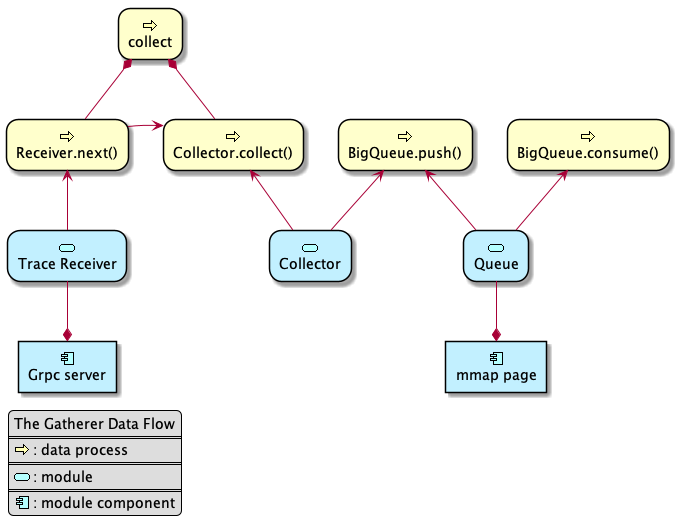 collect
Receiver.next()
Collector.collect()
BigQueue.push()
BigQueue.consume()
Trace Receiver
Collector
Queue
Grpc server
mmap page
The Gatherer Data Flow
: data process
: module
: module component